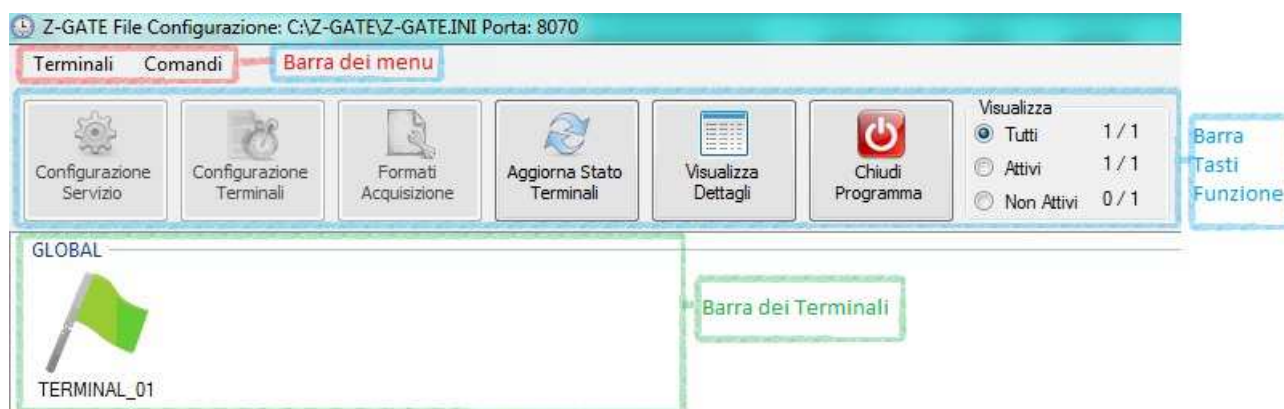 Z-GATE File Configurazione: C:\Z-GATE\Z-GATE.INI Porta: 8070
Terminali Comandi
Barra dei menu
Configurazione
Servizio
Configurazione
Terminali
Formati
Acquisizione
Aggiorna Stato
Terminali
Visualizza
Dettagli
Chiudi
Programma
Visualizza
Tutti 1 / 1
Attivi 1 / 1
Non Attivi 0 / 1
Barra
Tasti
Funzione
GLOBAL
TERMINAL_01
Barra dei Terminali